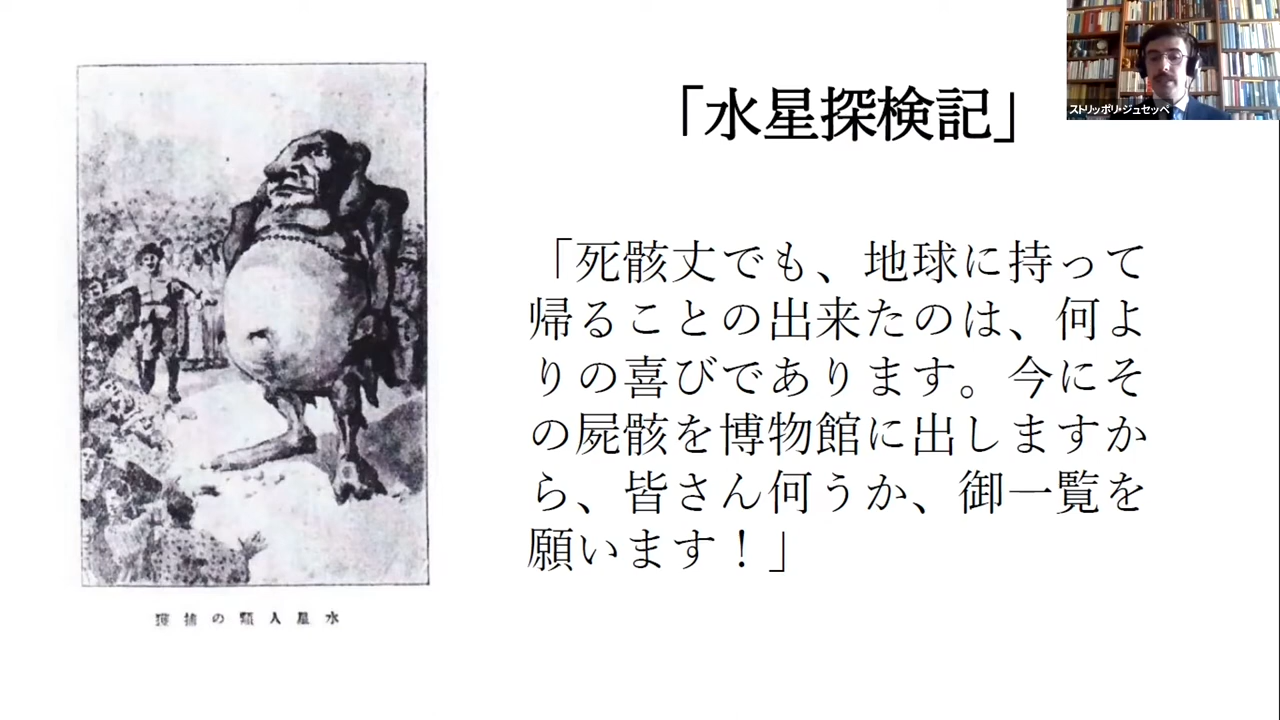 「水星探検記」
ストリッポリ・ジュセッペ
「死骸丈でも、地球に持って
帰ることの出来たのは、何よ
りの喜びであります。今にそ
の屍骸を博物館に出しますか
ら、皆さん何うか、御一覧を
願います！」
獲捕の類人星水